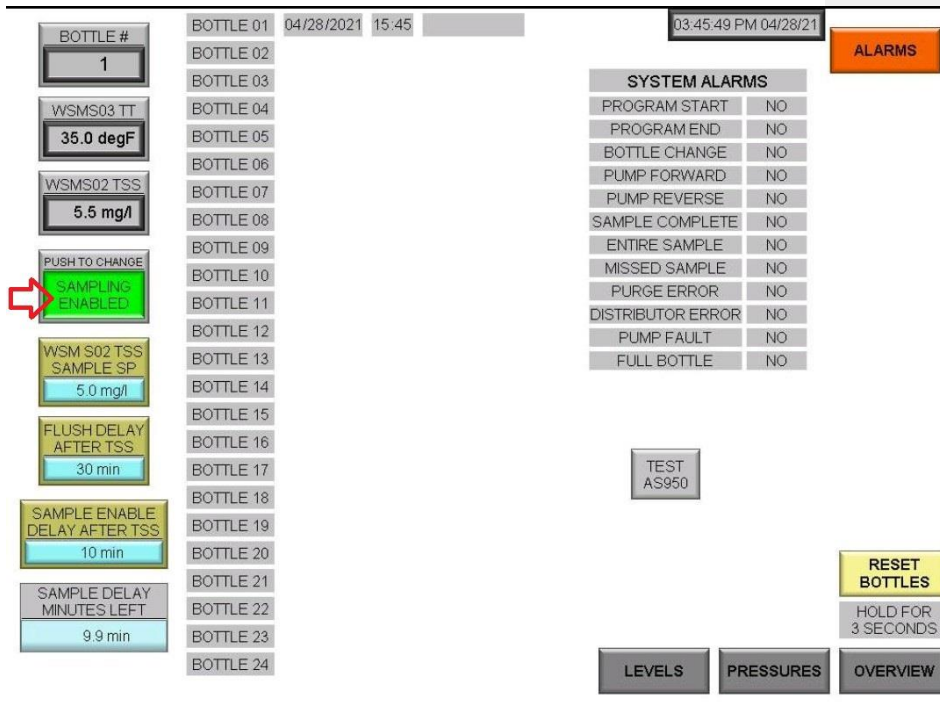 BOTTLE #
1
WSMS03 TT
35.0 degF
WSMS02 TSS
5.5 mg/l
PUSH TO CHANGE
SAMPLING
ENABLED
WSM S02 TSS
SAMPLE SP
5.0 mg/l
FLUSH DELAY
AFTER TSS
30 min
SAMPLE ENABLE
DELAY AFTER TSS
10 min
SAMPLE DELAY
MINUTES LEFT
9.9 min
BOTTLE 01 04/28/2021 15:45
BOTTLE 02
BOTTLE 03
BOTTLE 04
BOTTLE 05
BOTTLE 06
BOTTLE 07
BOTTLE 08
BOTTLE 09
BOTTLE 10
BOTTLE 11
BOTTLE 12
BOTTLE 13
BOTTLE 14
BOTTLE 15
BOTTLE 16
BOTTLE 17
BOTTLE 18
BOTTLE 19
BOTTLE 20
BOTTLE 21
BOTTLE 22
BOTTLE 23
BOTTLE 24
03:45:49 PM 04/28/21
ALARMS
SYSTEM ALARMS
PROGRAM START NO
PROGRAM END NO
BOTTLE CHANGE NO
PUMP FORWARD NO
PUMP REVERSE NO
SAMPLE COMPLETE NO
ENTIRE SAMPLE NO
MISSED SAMPLE NO
PURGE ERROR NO
DISTRIBUTOR ERROR NO
PUMP FAULT NO
FULL BOTTLE NO
TEST
AS950
RESET
BOTTLES
HOLD FOR
3 SECONDS
LEVELS PRESSURES OVERVIEW